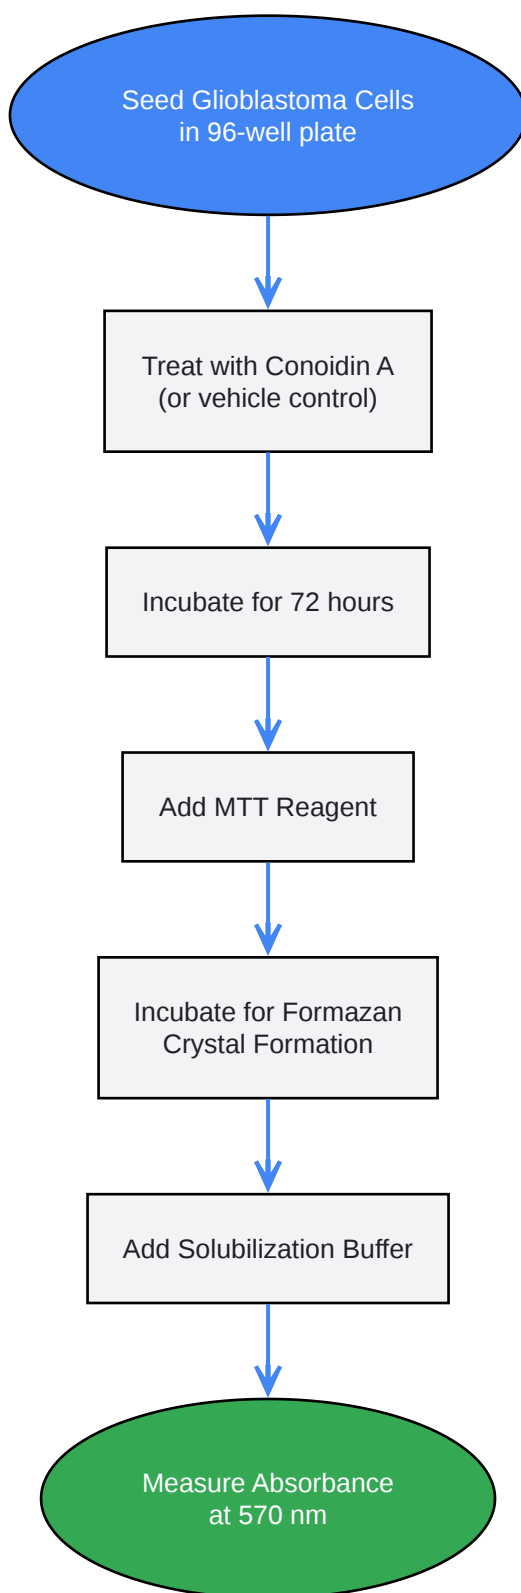 Seed Glioblastoma Cells
in 96-well plate
Treat with Conoidin A
(or vehicle control)
Incubate for 72 hours
Add MTT Reagent
Incubate for Formazan
Crystal Formation
Add Solubilization Buffer
Measure Absorbance
at 570 nm